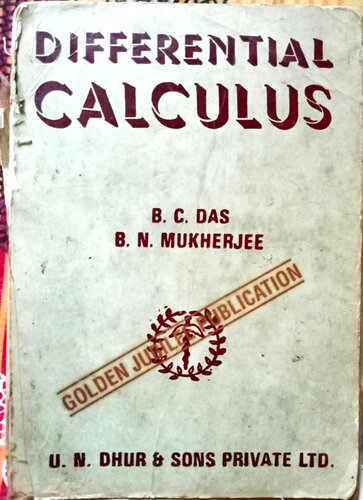 DIFFERENTIAL
CALCULUS
B. C. DAS
B. N. MUKHERJEE
GOLDEN JUBILEE PUBLICATION
U. N. DHUR & SONS PRIVATE LTD.